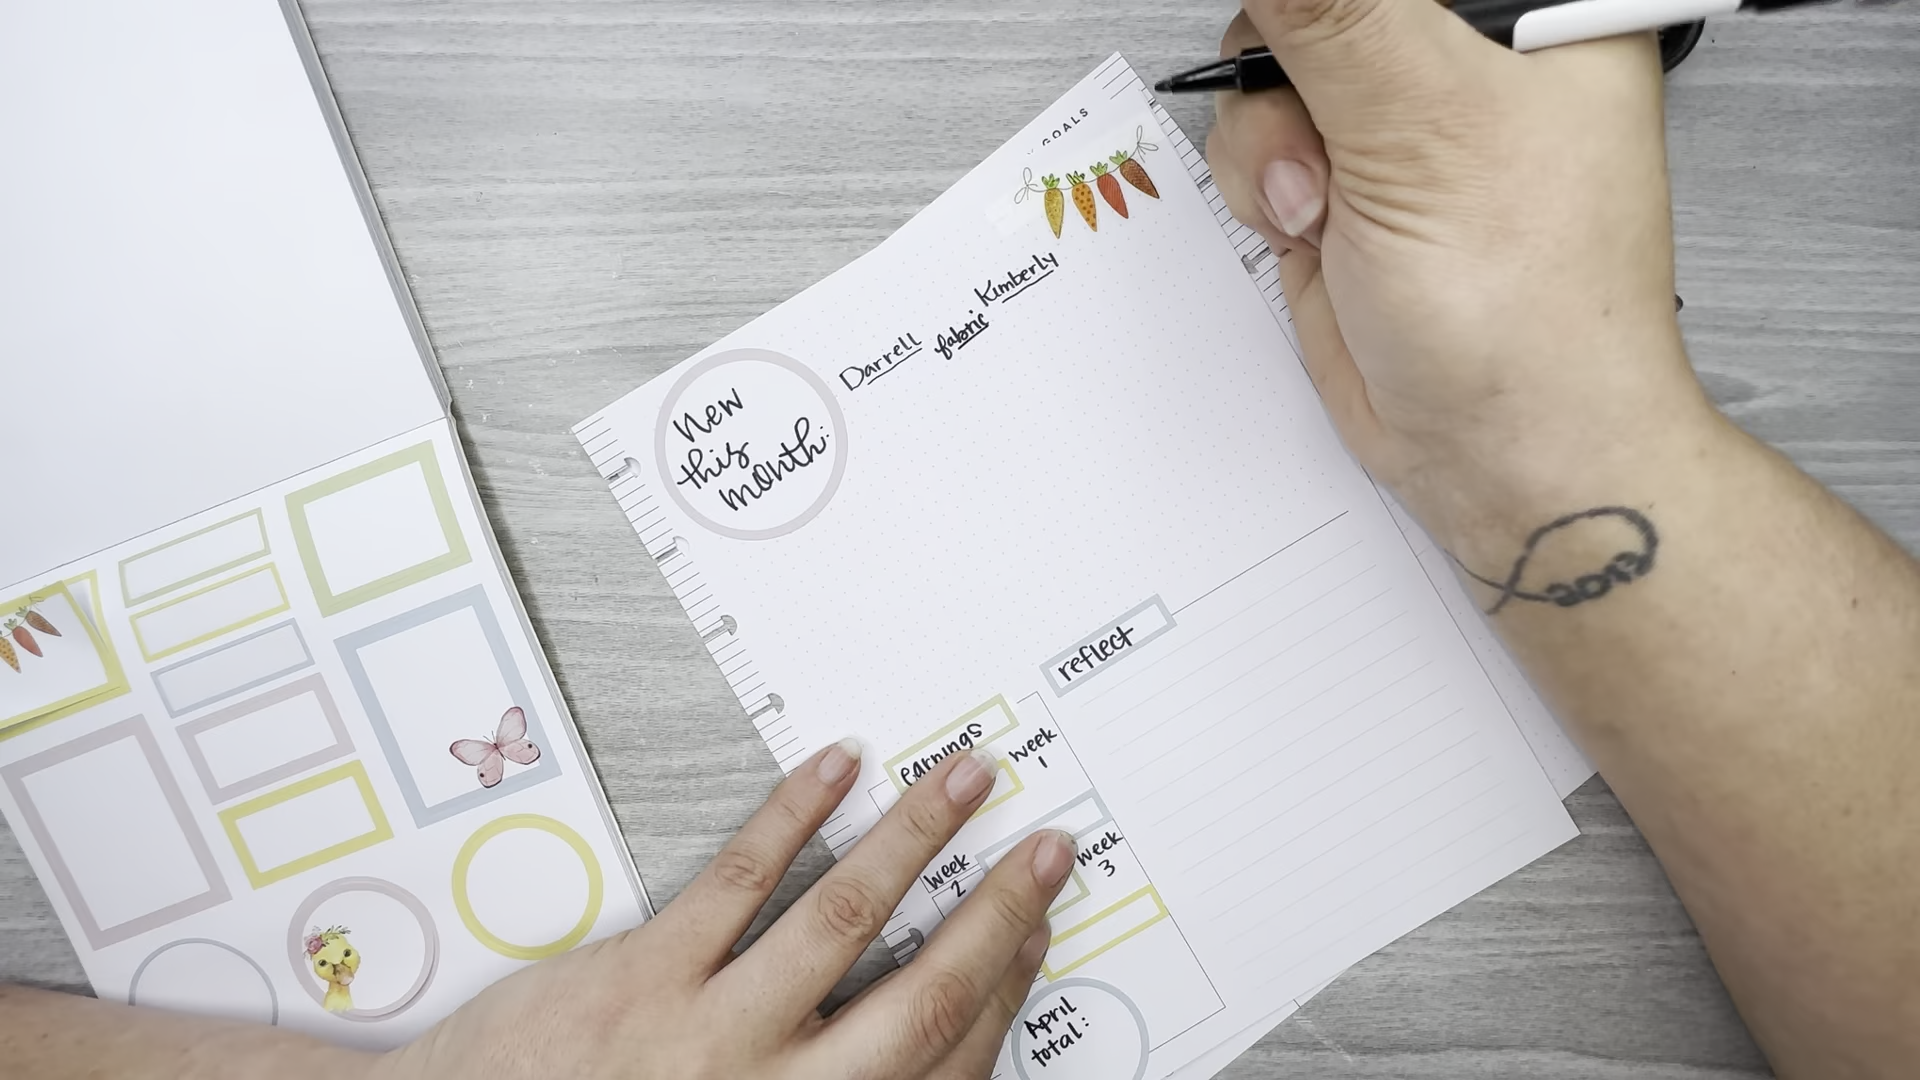 GOALS
Kimberly
Darrell fabric
New
this
month:
reflect
earnings
week
1
week
2
week
3
April
total: